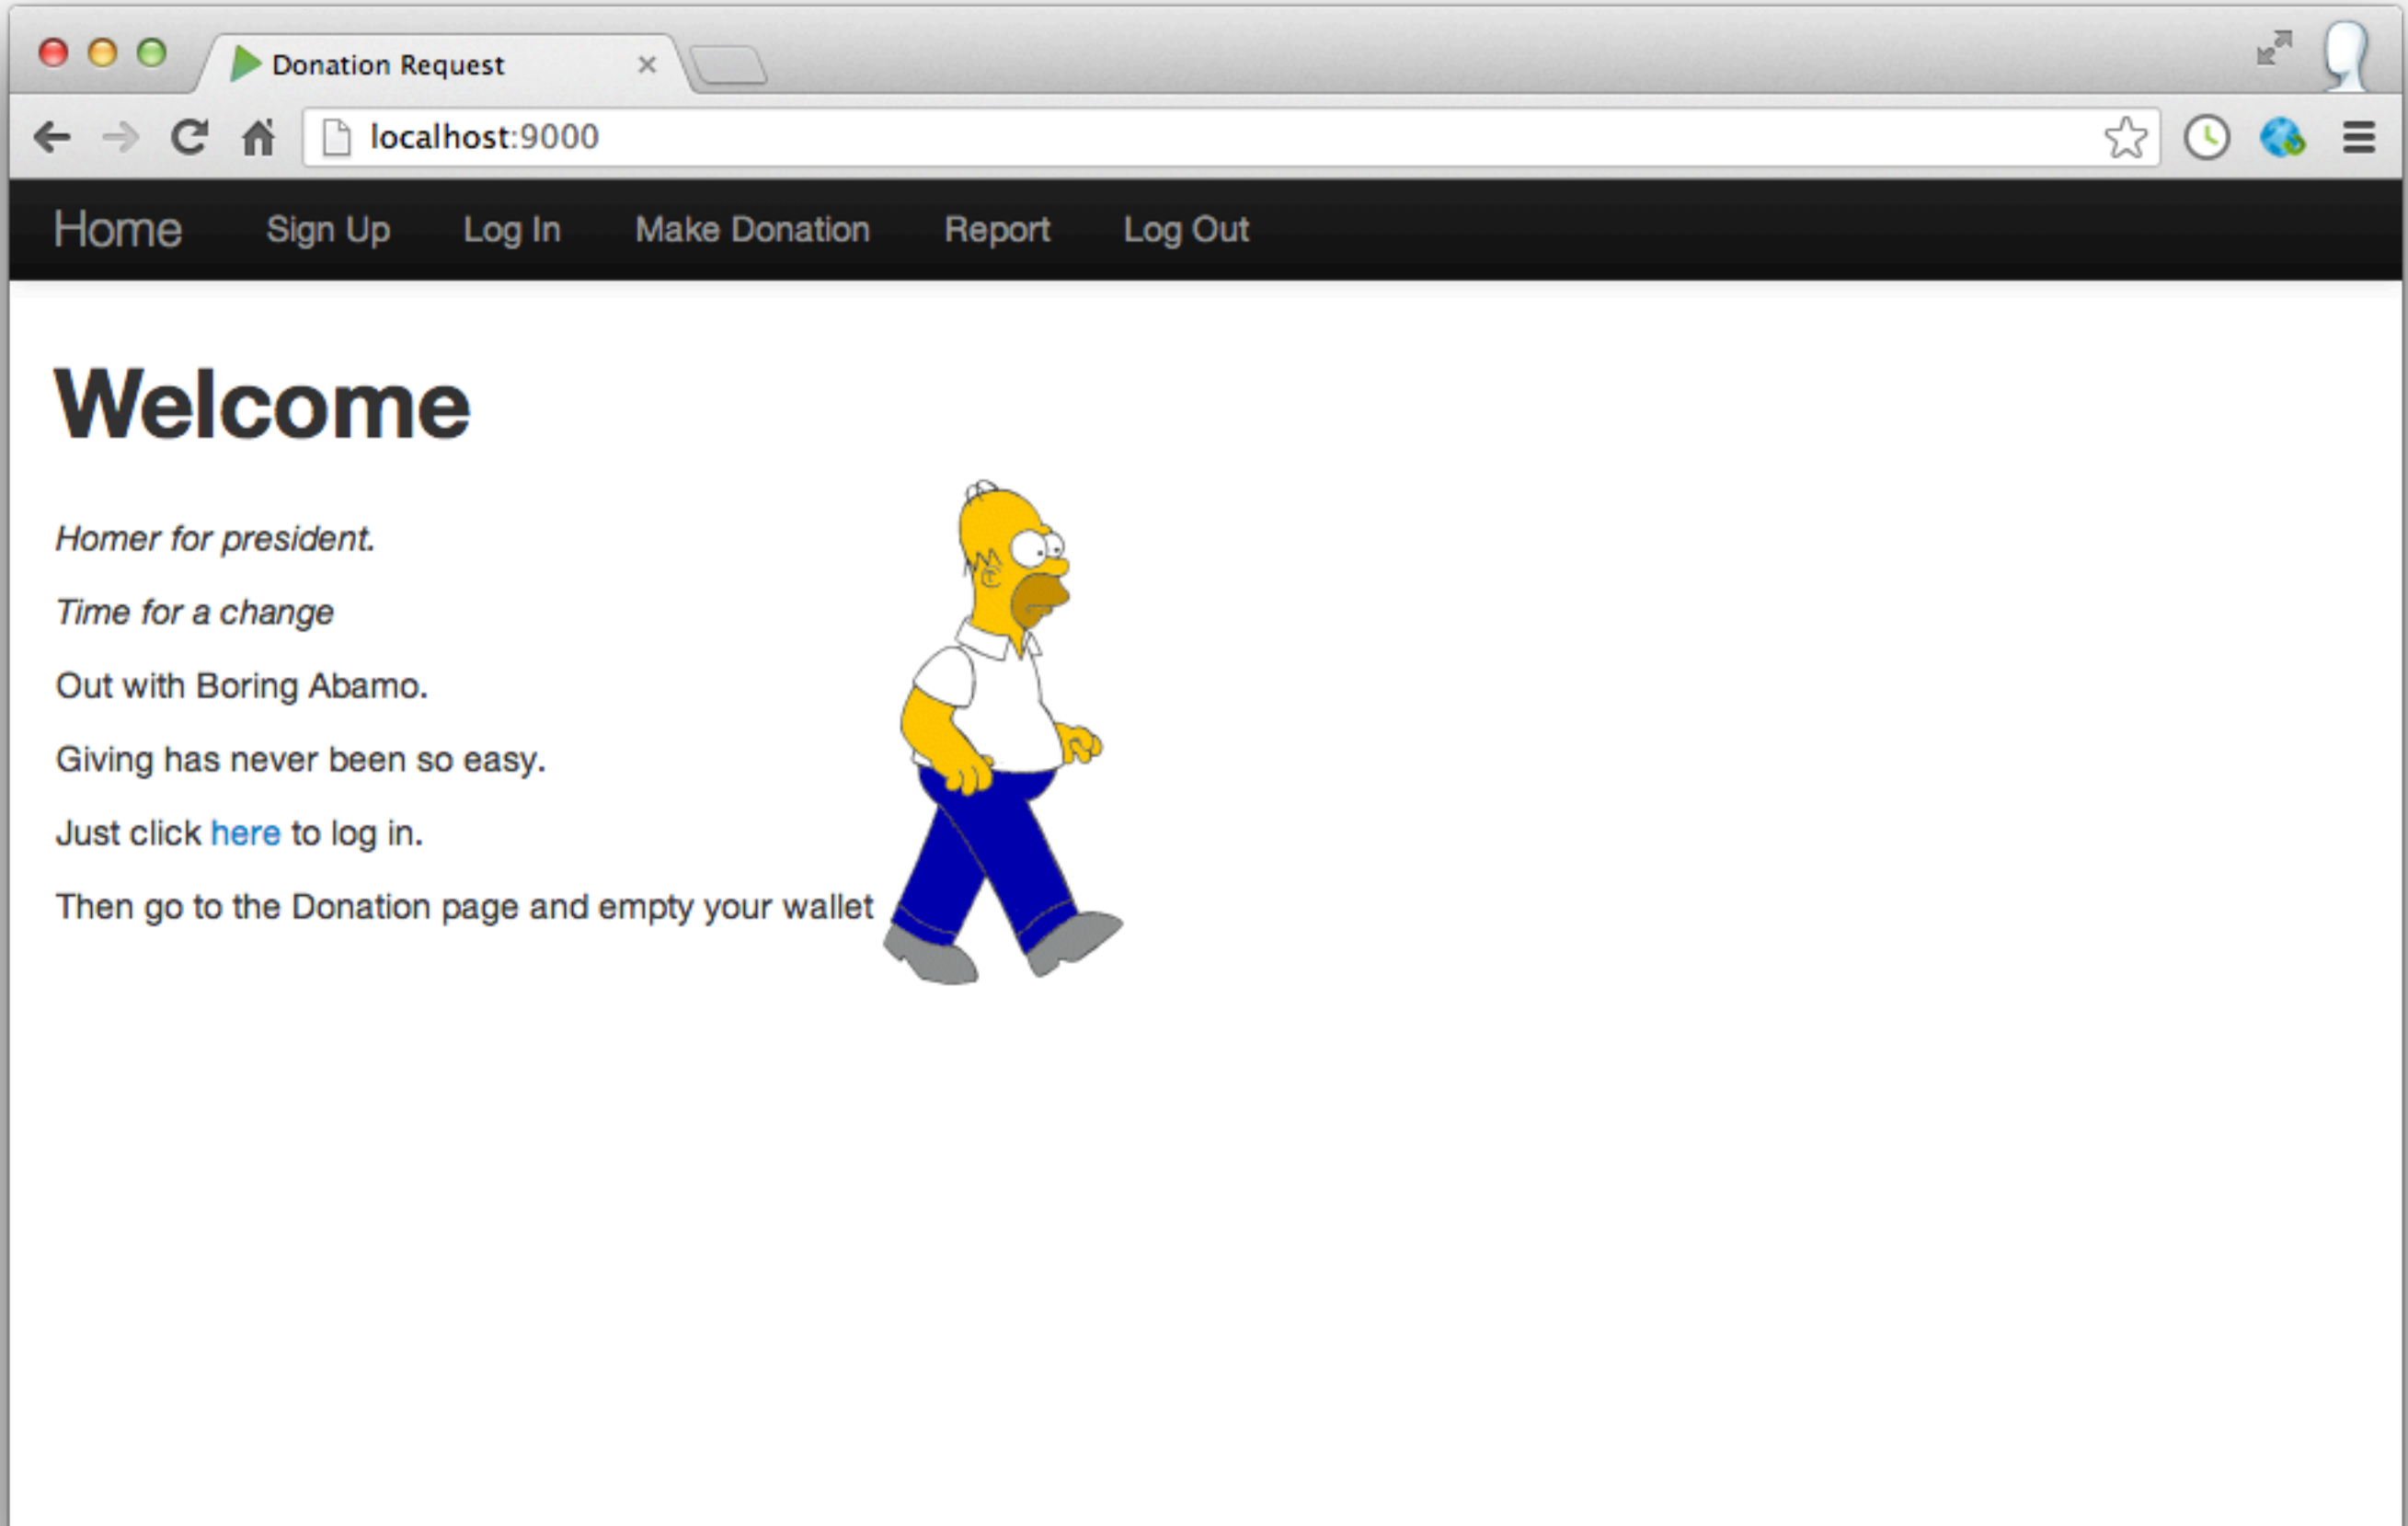 Donation Request
localhost:9000
Home Sign Up Log In Make Donation Report Log Out
Welcome
Homer for president.
Time for a change
Out with Boring Abamo.
Giving has never been so easy.
Just click here to log in.
Then go to the Donation page and empty your wallet